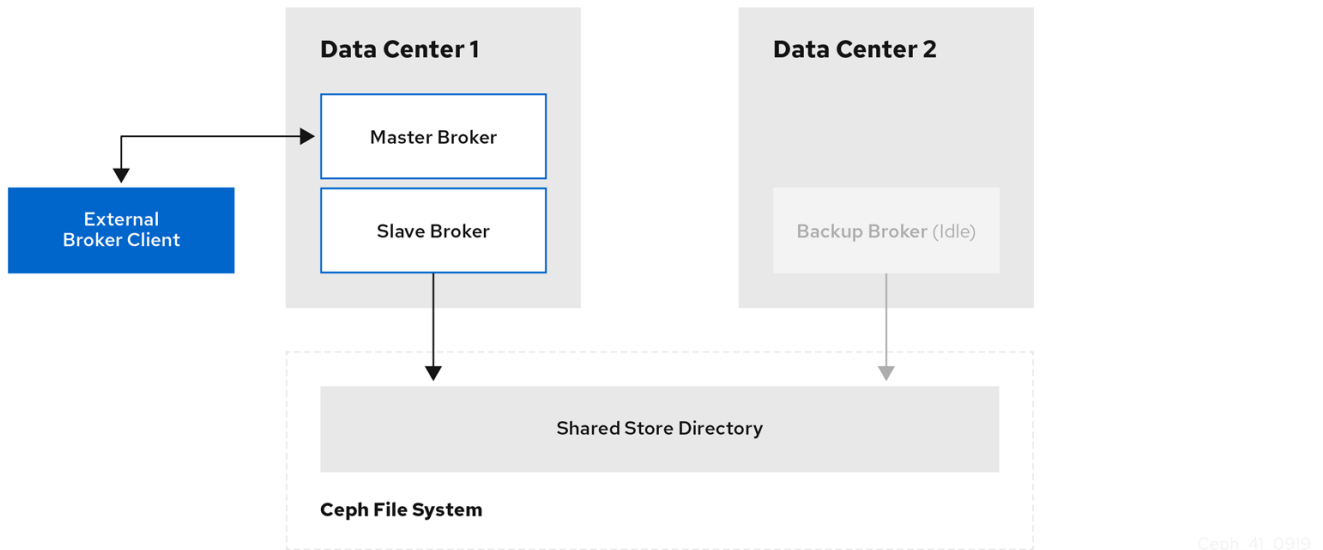 Data Center 1
Data Center 2
Master Broker
External
Broker Client
Slave Broker
Backup Broker (Idle)
Shared Store Directory
Ceph File System
Ceph_41_0919